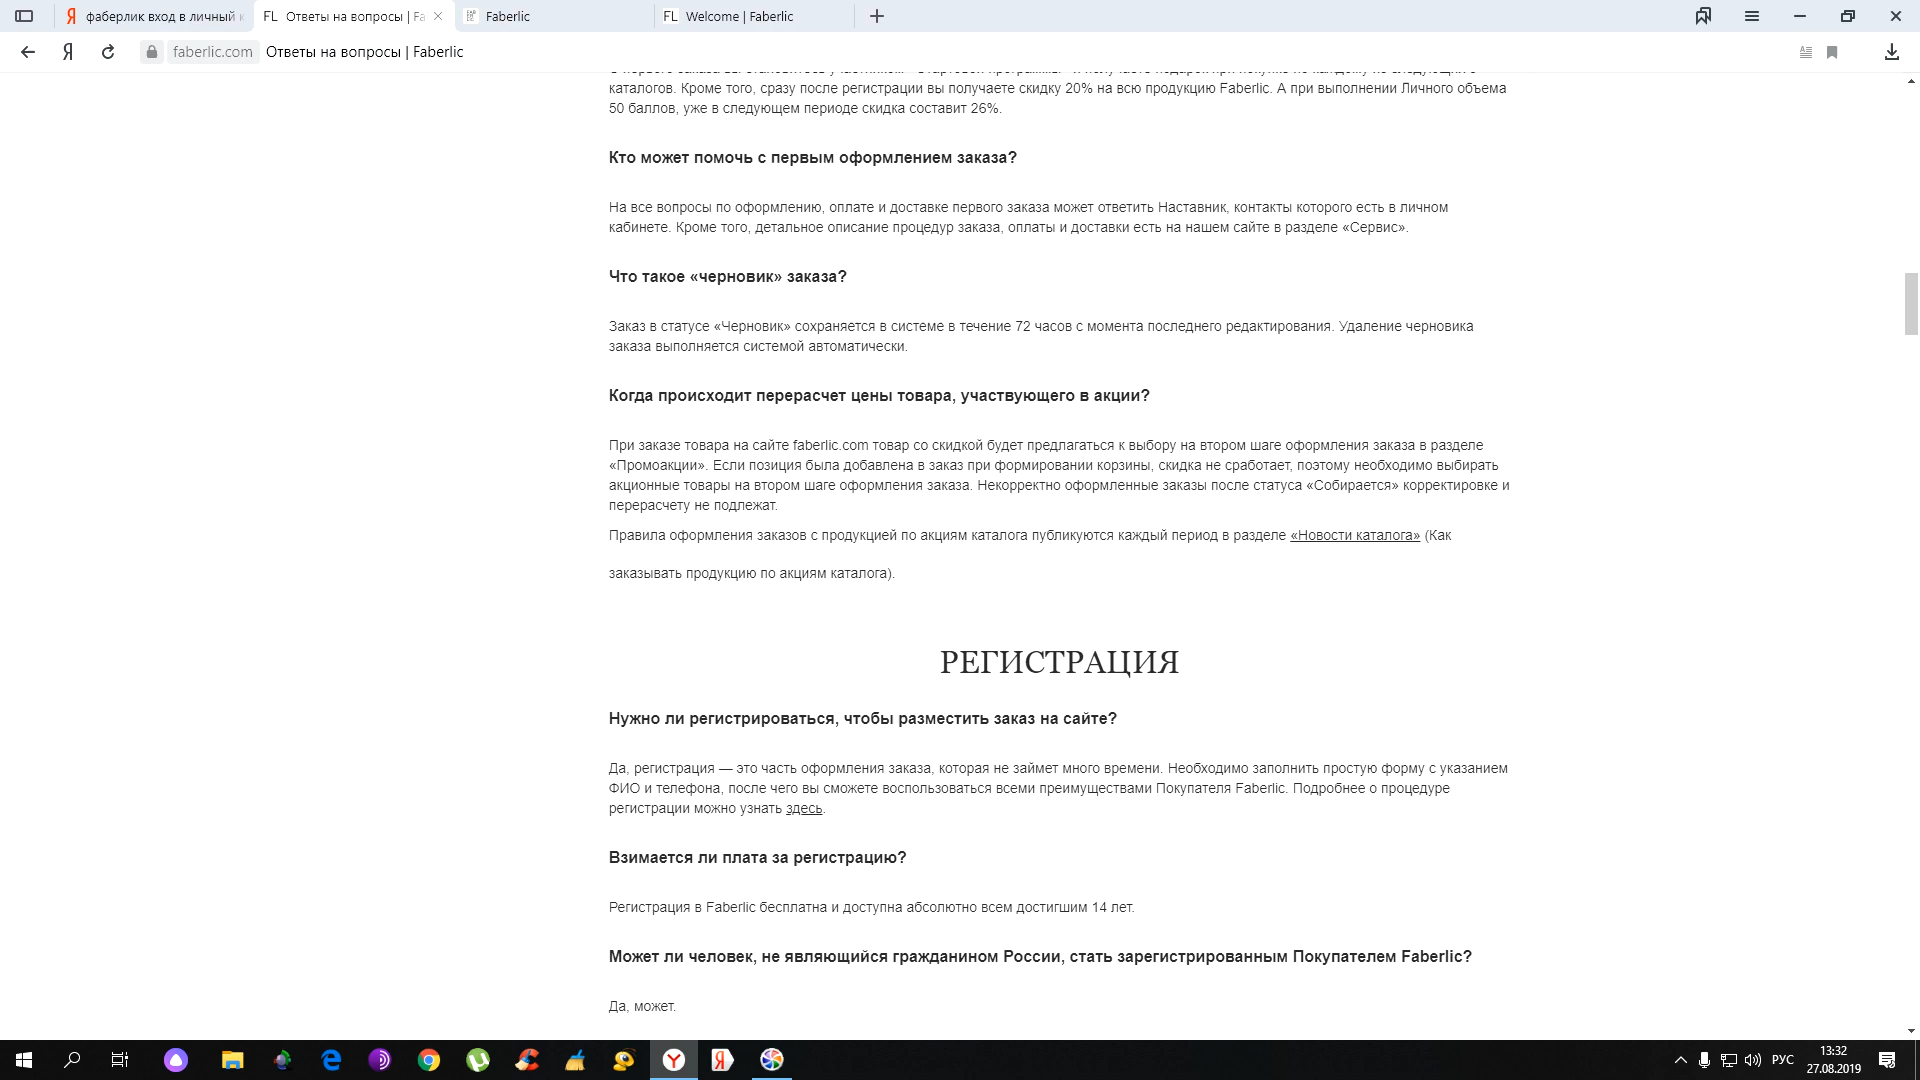 фаберлик вход в личный к
FL Ответы на вопросы | Fa
Faberlic
FL Welcome | Faberlic
faberlic.com Ответы на вопросы | Faberlic
каталогов. Кроме того, сразу после регистрации вы получаете скидку 20% на всю продукцию Faberlic. А при выполнении Личного объема
50 баллов, уже в следующем периоде скидка составит 26%.
Кто может помочь с первым оформлением заказа?
На все вопросы по оформлению, оплате и доставке первого заказа может ответить Наставник, контакты которого есть в личном
кабинете. Кроме того, детальное описание процедур заказа, оплаты и доставки есть на нашем сайте в разделе «Сервис».
Что такое «черновик» заказа?
Заказ в статусе «Черновик» сохраняется в системе в течение 72 часов с момента последнего редактирования. Удаление черновика
заказа выполняется системой автоматически.
Когда происходит перерасчет цены товара, участвующего в акции?
При заказе товара на сайте faberlic.com товар со скидкой будет предлагаться к выбору на втором шаге оформления заказа в разделе
«Промоакции». Если позиция была добавлена в заказ при формировании корзины, скидка не сработает, поэтому необходимо выбирать
акционные товары на втором шаге оформления заказа. Некорректно оформленные заказы после статуса «Собирается» корректировке и
перерасчету не подлежат.
Правила оформления заказов с продукцией по акциям каталога публикуются каждый период в разделе «Новости каталога» (Как
заказывать продукцию по акциям каталога).
РЕГИСТРАЦИЯ
Нужно ли регистрироваться, чтобы разместить заказ на сайте?
Да, регистрация — это часть оформления заказа, которая не займет много времени. Необходимо заполнить простую форму с указанием
ФИО и телефона, после чего вы сможете воспользоваться всеми преимуществами Покупателя Faberlic. Подробнее о процедуре
регистрации можно узнать здесь.
Взимается ли плата за регистрацию?
Регистрация в Faberlic бесплатна и доступна абсолютно всем достигшим 14 лет.
Может ли человек, не являющийся гражданином России, стать зарегистрированным Покупателем Faberlic?
Да, может.
РУС
13:32
27.08.2019